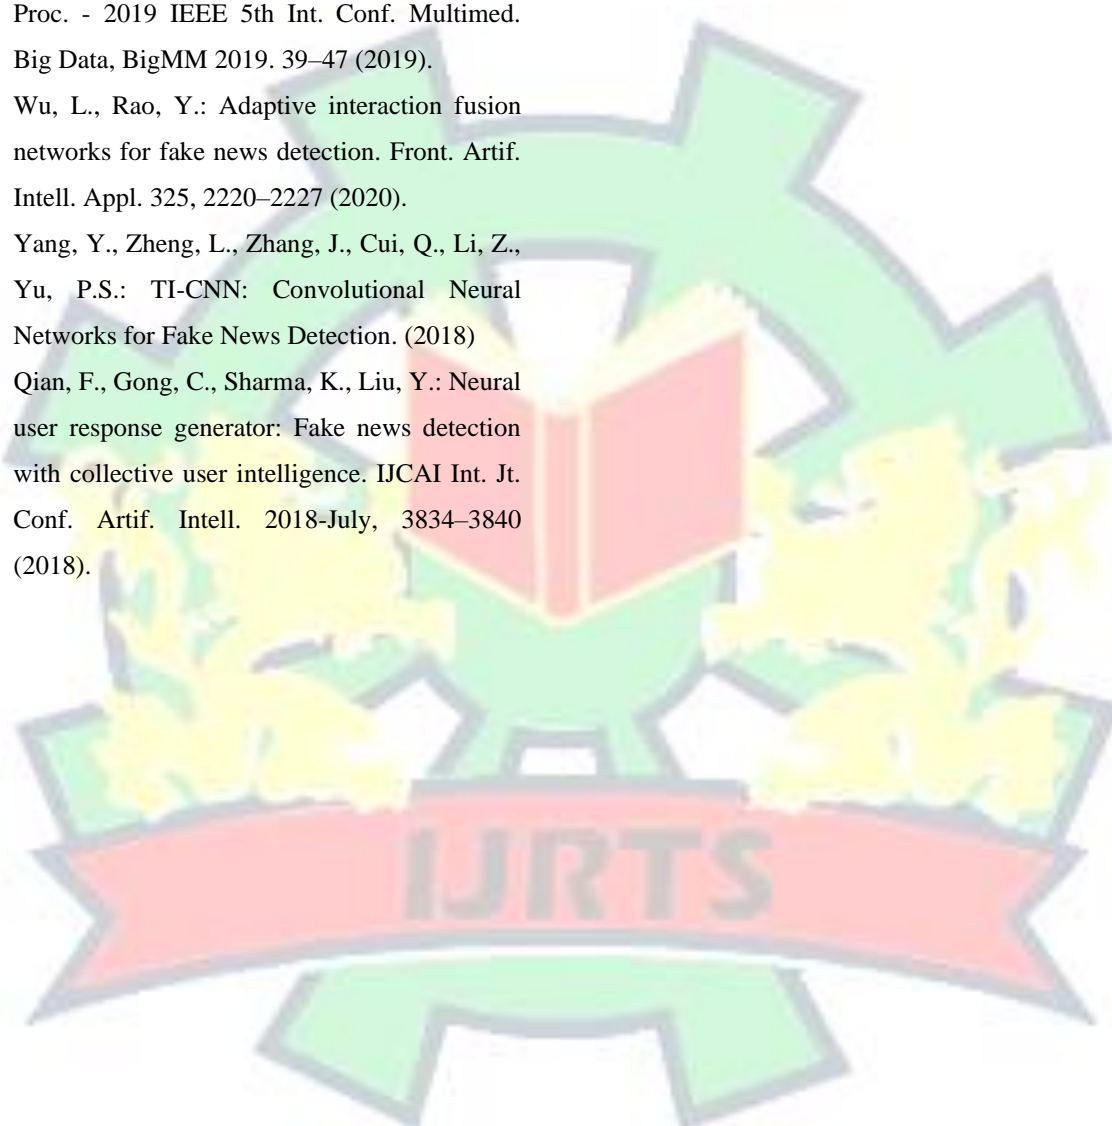 Proc. - 2019 IEEE 5th Int. Conf. Multimed.
Big Data, BigMM 2019. 39–47 (2019).
Wu, L., Rao, Y.: Adaptive interaction fusion
networks for fake news detection. Front. Artif.
Intell. Appl. 325, 2220–2227 (2020).
Yang, Y., Zheng, L., Zhang, J., Cui, Q., Li, Z.,
Yu, P.S.: TI-CNN: Convolutional Neural
Networks for Fake News Detection. (2018)
Qian, F., Gong, C., Sharma, K., Liu, Y.: Neural
user response generator: Fake news detection
with collective user intelligence. IJCAI Int. Jt.
Conf. Artif. Intell. 2018-July, 3834–3840
(2018).
IJRTS